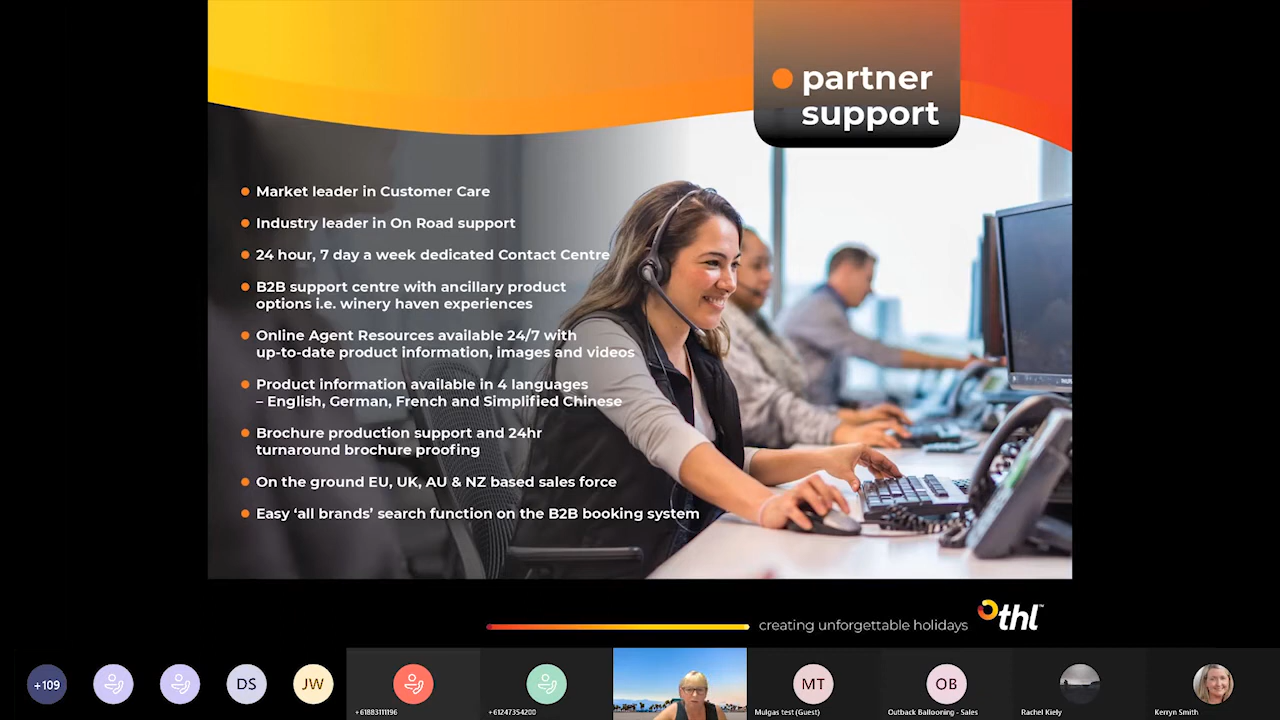 partner
support
Market leader in Customer Care
Industry leader in On Road support
24 hour, 7 day a week dedicated Contact Centre
B2B support centre with ancillary product
options i.e. winery haven experiences
Online Agent Resources available 24/7 with
up-to-date product information, images and videos
Product information available in 4 languages
– English, German, French and Simplified Chinese
Brochure production support and 24hr
turnaround brochure proofing
On the ground EU, UK, AU & NZ based sales force
Easy ‘all brands’ search function on the B2B booking system
creating unforgettable holidays
thl™
+109
DS
JW
+61883111196
+61247354200
MT
Mulgas test (Guest)
OB
Outback Ballooning - Sales
Rachel Kiely
Kerryn Smith